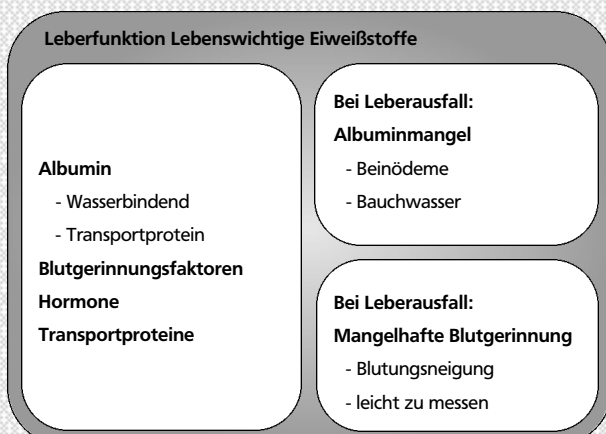 Leberfunktion Lebenswichtige Eiweißstoffe
Albumin
- Wasserbindend
- Transportprotein
Blutgerinnungsfaktoren
Hormone
Transportproteine
Bei Leberausfall:
Albuminmangel
- Beinödeme
- Bauchwasser
Bei Leberausfall:
Mangelhafte Blutgerinnung
- Blutungsneigung
- leicht zu messen